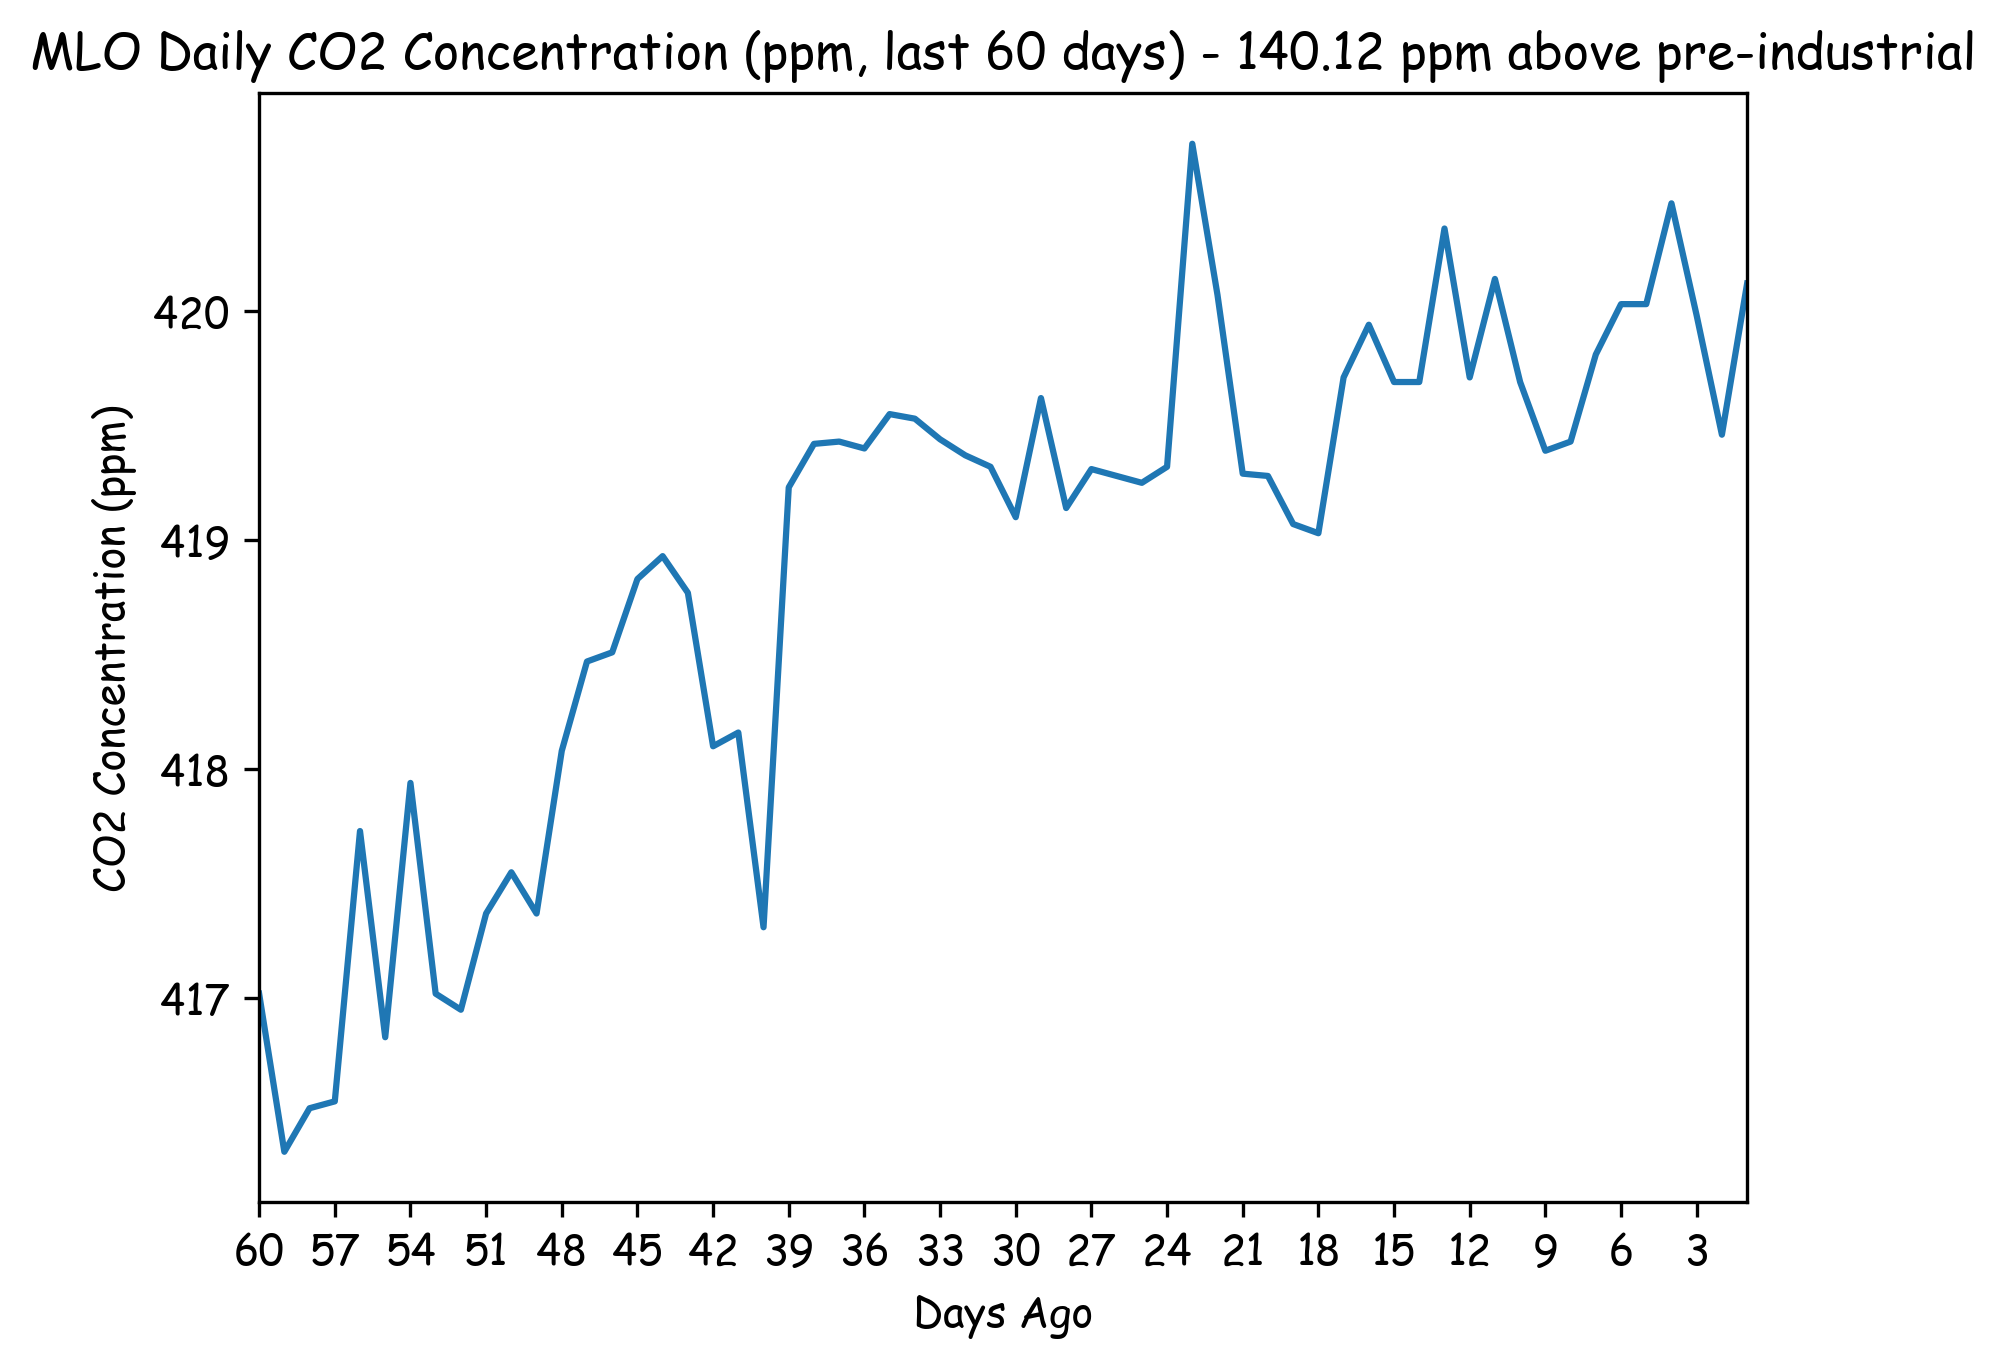 MLO Daily CO2 Concentration (ppm, last 60 days) - 140.12 ppm above pre-industrial
CO2 Concentration (ppm)
420
419
418
417
60 57 54 51 48 45 42 39 36 33 30 27 24 21 18 15 12 9 6 3
Days Ago